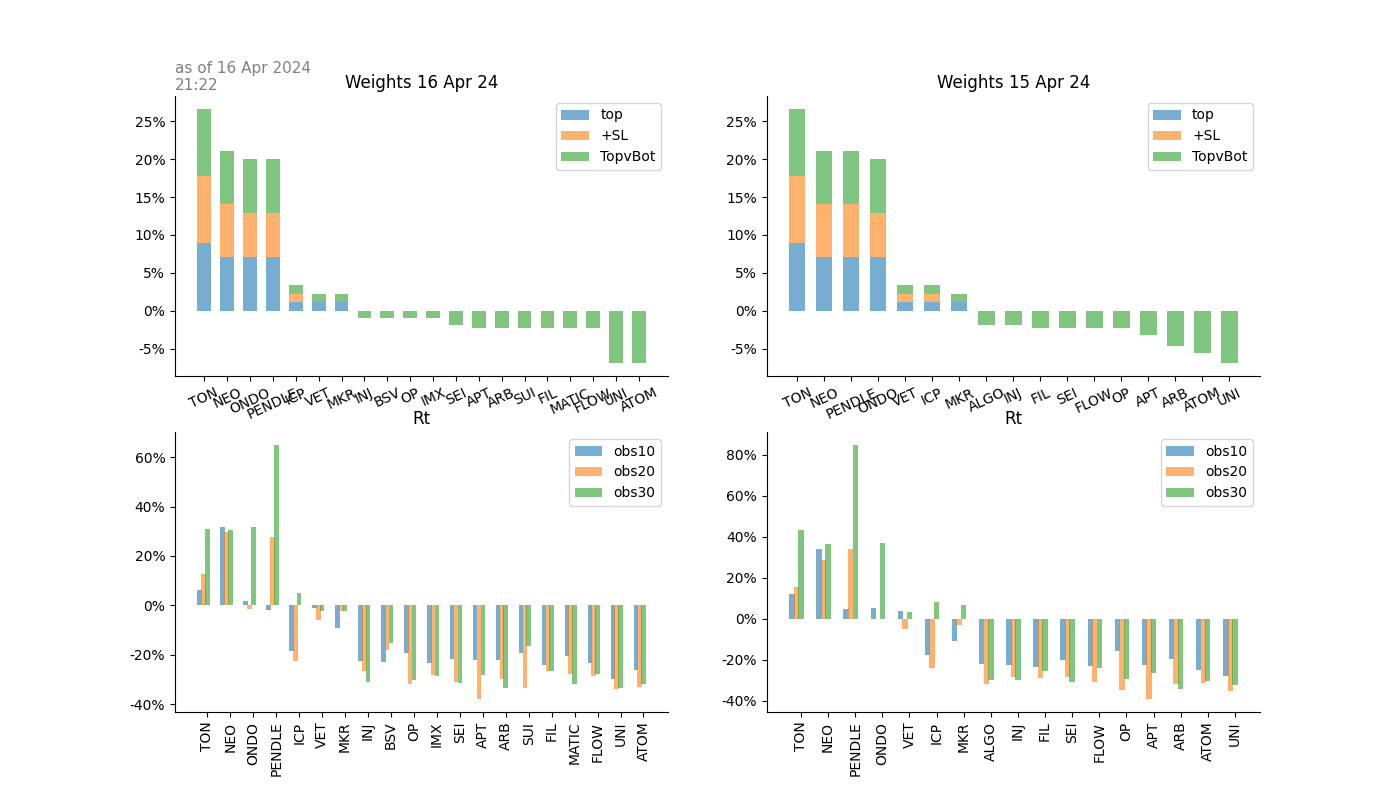 as of 16 Apr 2024
21:22
Weights 16 Apr 24
25%
20%
15%
10%
5%
0%
-5%
top
+SL
TopvBot
TON NEO ONDO PENDLE ICP VET MKR INJ BSV OP IMX SEI APT ARB SUI FIL MATIC FLOW UNI ATOM
Weights 15 Apr 24
25%
20%
15%
10%
5%
0%
-5%
top
+SL
TopvBot
TON NEO PENDLE ONDO VET ICP MKR ALGO INJ FIL SEI FLOW OP APT ARB ATOM UNI
Rt
60%
40%
20%
0%
-20%
-40%
obs10
obs20
obs30
TON NEO ONDO PENDLE ICP VET MKR INJ BSV OP IMX SEI APT ARB SUI FIL MATIC FLOW UNI ATOM
Rt
80%
60%
40%
20%
0%
-20%
-40%
obs10
obs20
obs30
TON NEO PENDLE ONDO VET ICP MKR ALGO INJ FIL SEI FLOW OP APT ARB ATOM UNI